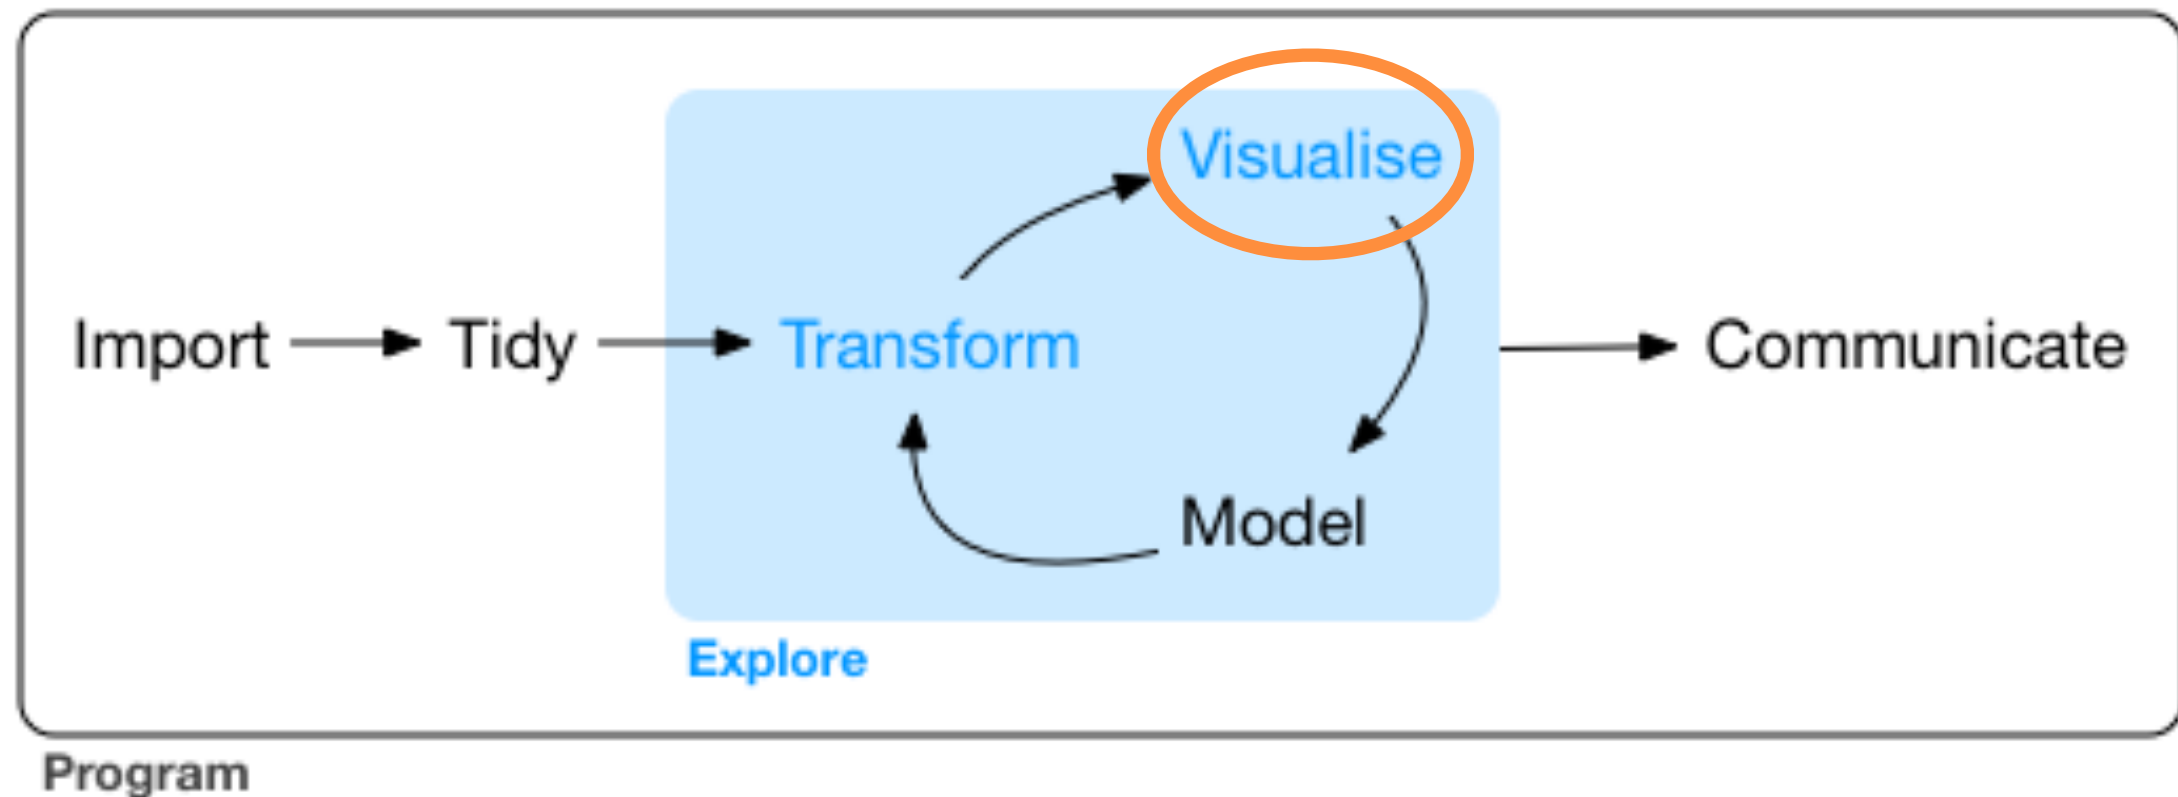 Visualise
Import Tidy Transform Communicate
Model
Explore
Program